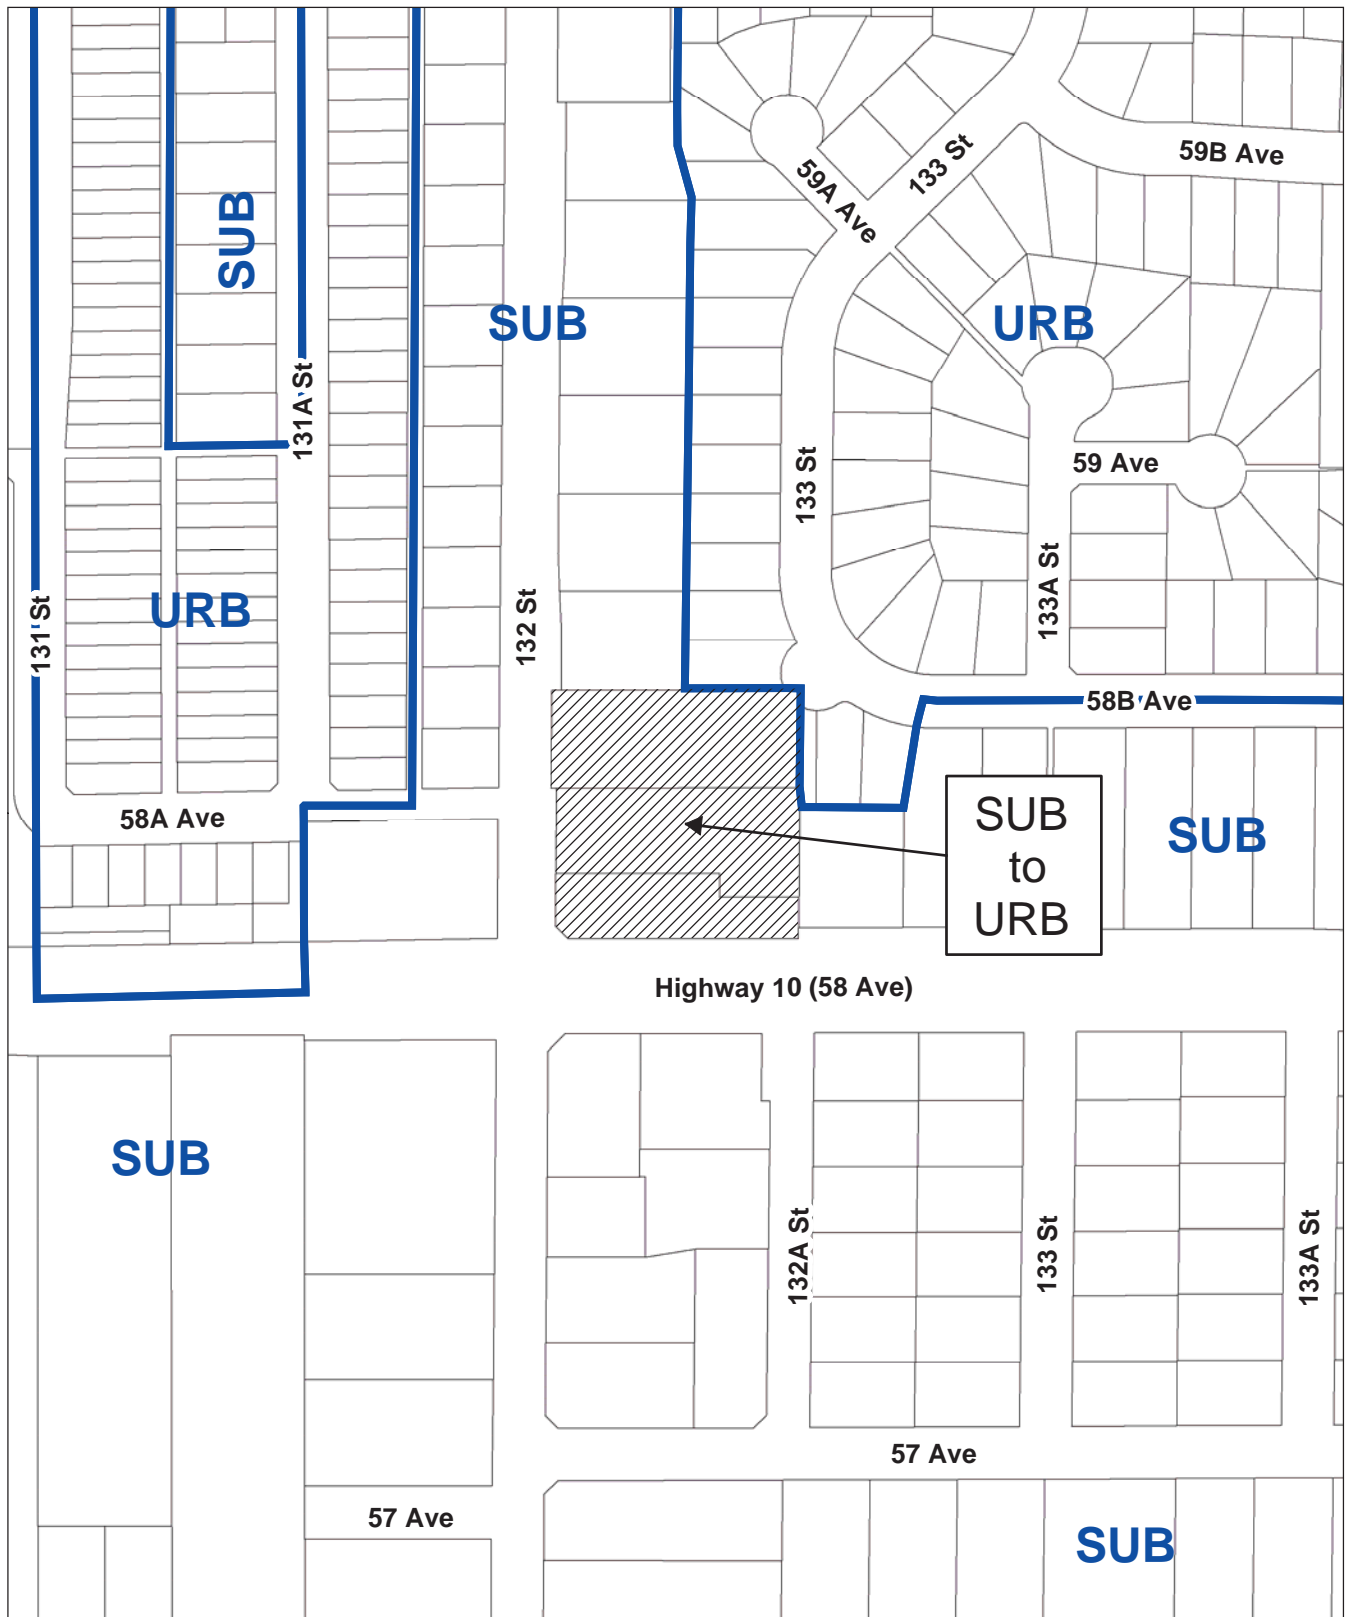 59B Ave
133 St
59A Ave
SUB
SUB
URB
131A St
59 Ave
133 St
133A St
URB
131 St
132 St
58B Ave
58A Ave
SUB
to
URB
SUB
Highway 10 (58 Ave)
SUB
132A St
133 St
133A St
57 Ave
57 Ave
SUB